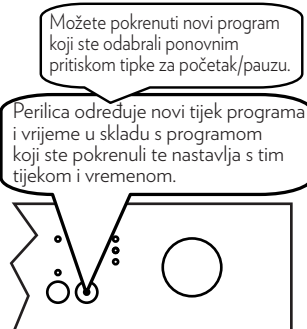 Možete pokrenuti novi program
koji ste odabrali ponovnim
pritiskom tipke za početak/pauzu.
Perilica određuje novi tijek programa
i vrijeme u skladu s programom
koji ste pokrenuli te nastavlja s tim
tijekom i vremenom.